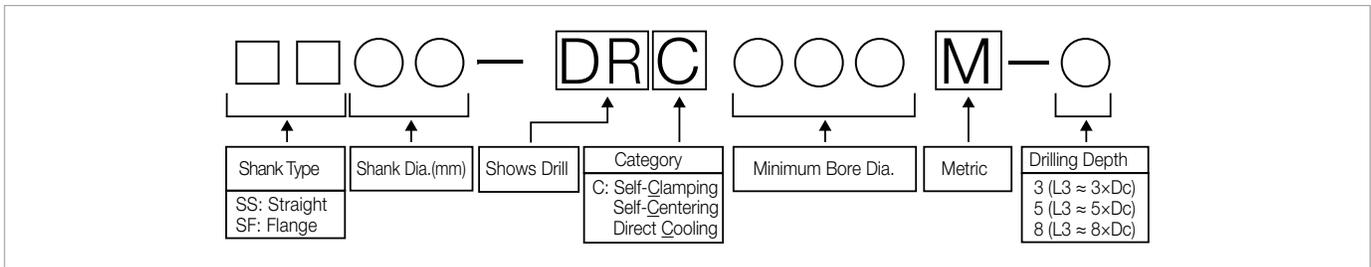 — DRC M —
Shank Type
SS: Straight
SF: Flange
Shank Dia.(mm)
Shows Drill
Category
C: Self-Clamping
Self-Centering
Direct Cooling
Minimum Bore Dia.
Metric
Drilling Depth
3 (L3 ≈ 3×Dc)
5 (L3 ≈ 5×Dc)
8 (L3 ≈ 8×Dc)